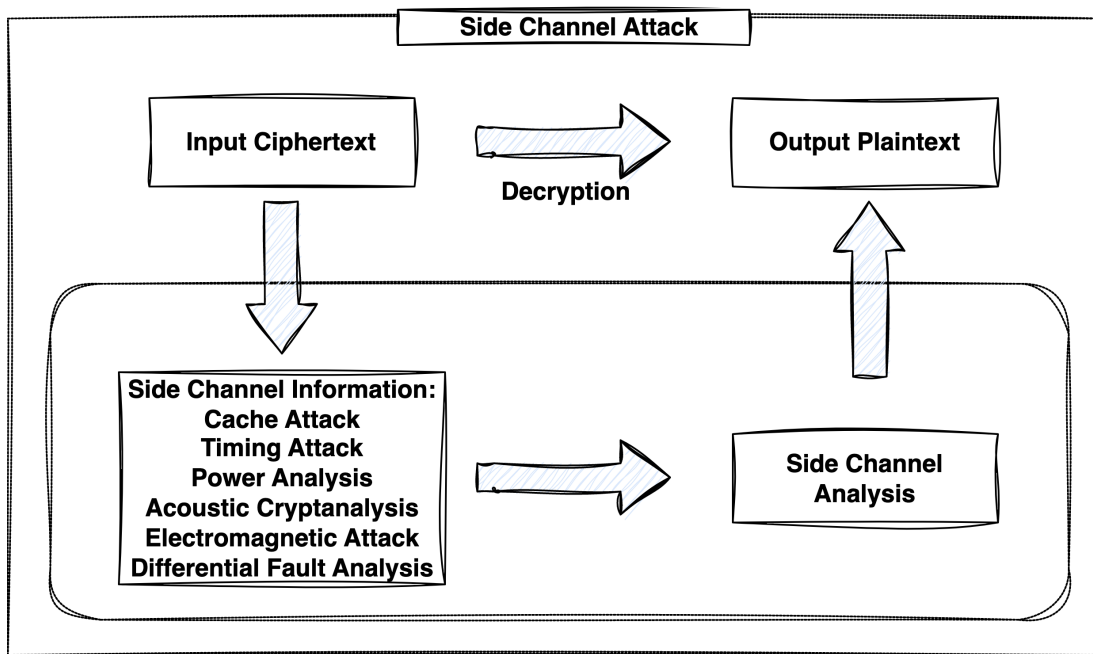 Side Channel Attack
Input Ciphertext
Decryption
Output Plaintext
Side Channel Information:
Cache Attack
Timing Attack
Power Analysis
Acoustic Cryptanalysis
Electromagnetic Attack
Differential Fault Analysis
Side Channel
Analysis